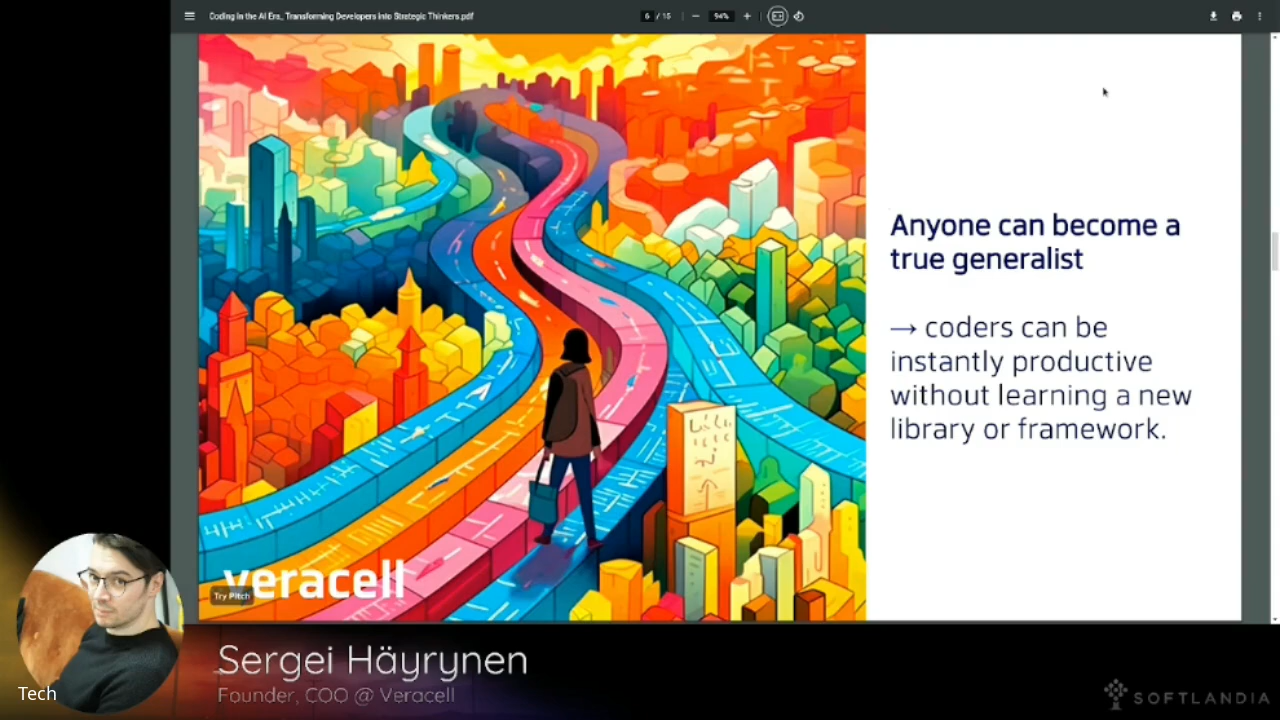 Coding in the AI Era_ Transforming Developers into Strategic Thinkers.pdf
6 / 15
94%
Anyone can become a
true generalist
→ coders can be
instantly productive
without learning a new
library or framework.
veracell
Try Pitch
Sergei Häyrynen
Founder, COO @ Veracell
Tech
SOFTLANDIA